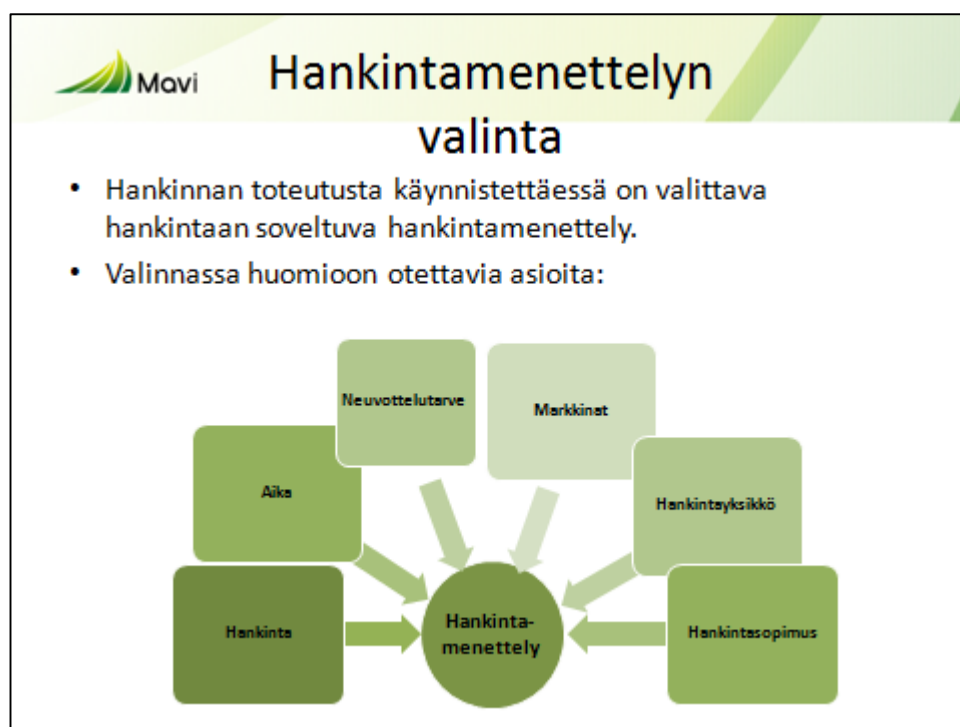 Mavi
Hankintamenettelyn
valinta
• Hankinnan toteutusta käynnistettäessä on valittava
hankintaan soveltuva hankintamenettely.
• Valinnassa huomioon otettavia asioita:
Hankinta
Aika
Neuvottelutarve
Markkinat
Hankintayksikkö
Hankintasopimus
Hankinta-
menettely